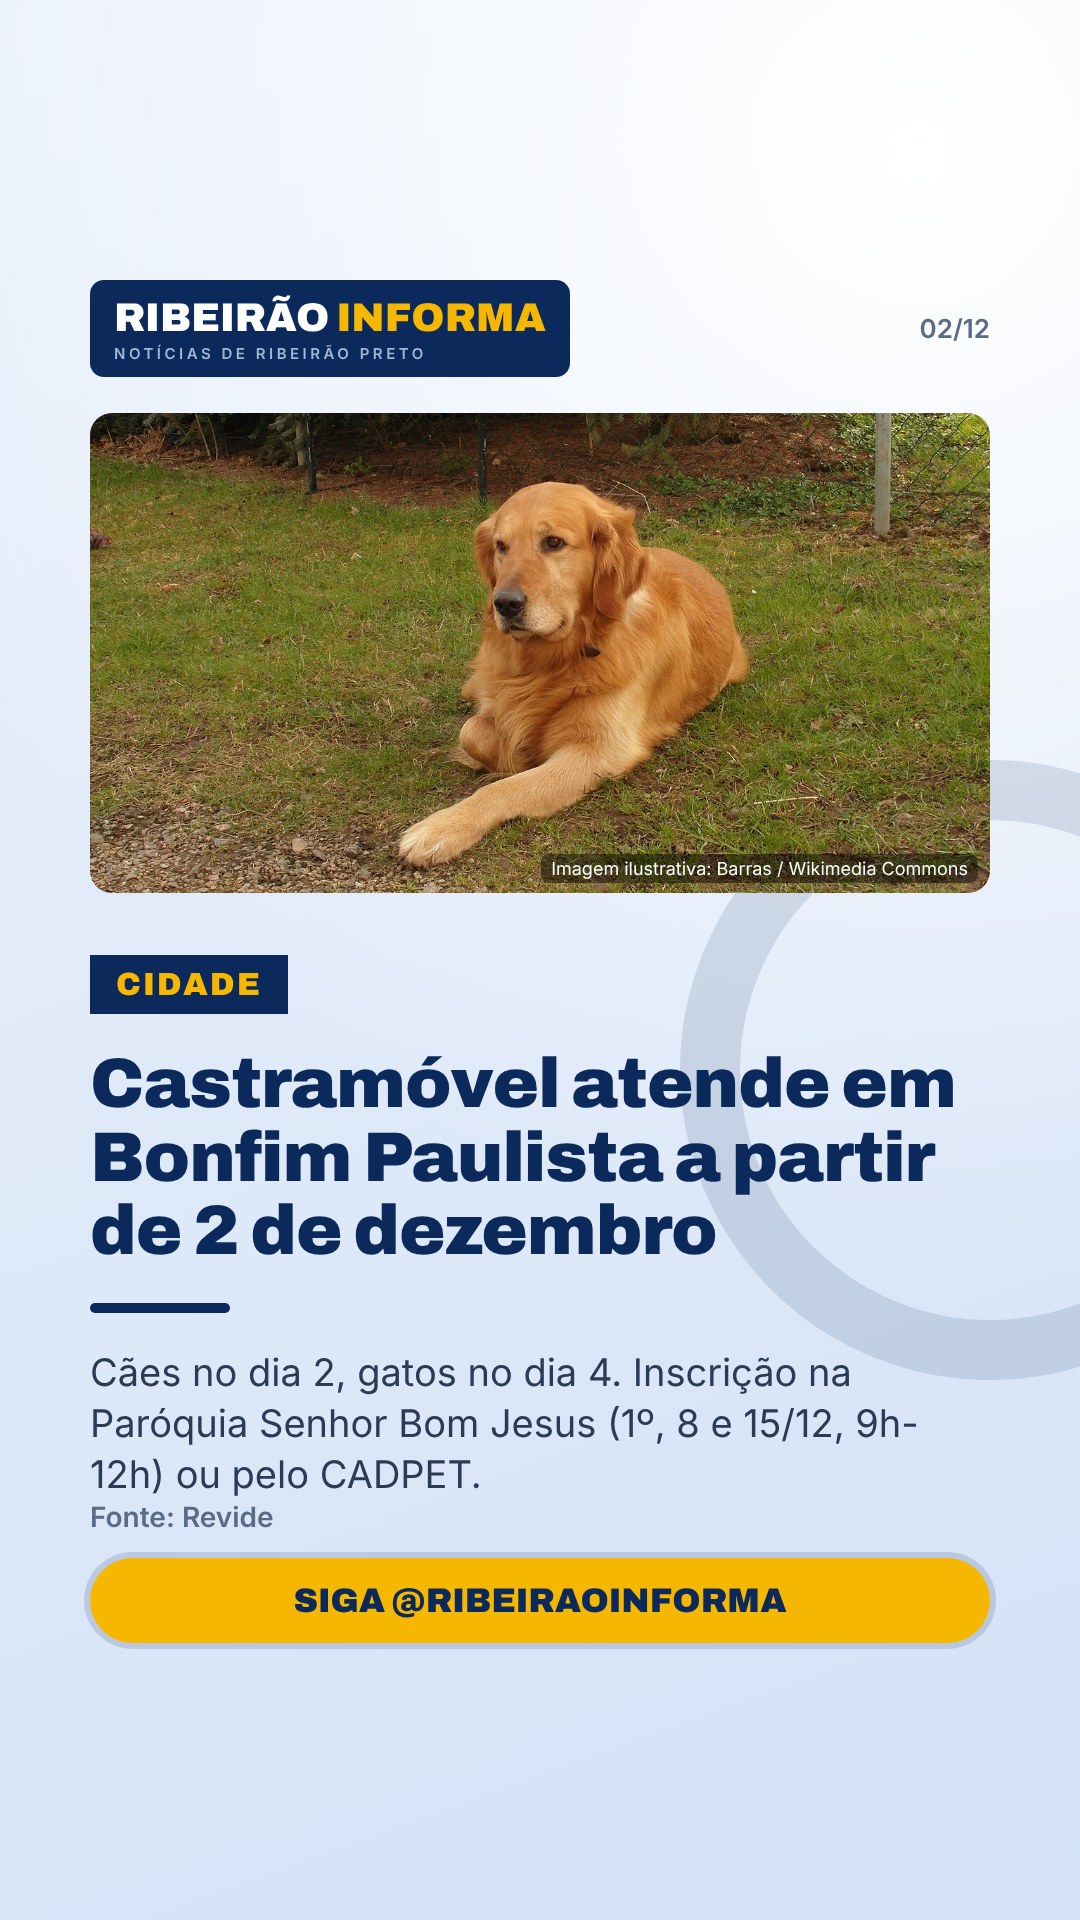 RIBEIRÃO INFORMA
NOTÍCIAS DE RIBEIRÃO PRETO
02/12
Imagem ilustrativa: Barras / Wikimedia Commons
CIDADE
Castramóvel atende em
Bonfim Paulista a partir
de 2 de dezembro
Cães no dia 2, gatos no dia 4. Inscrição na
Paróquia Senhor Bom Jesus (1º, 8 e 15/12, 9h-
12h) ou pelo CADPET.
Fonte: Revide
SIGA @RIBEIRAOINFORMA